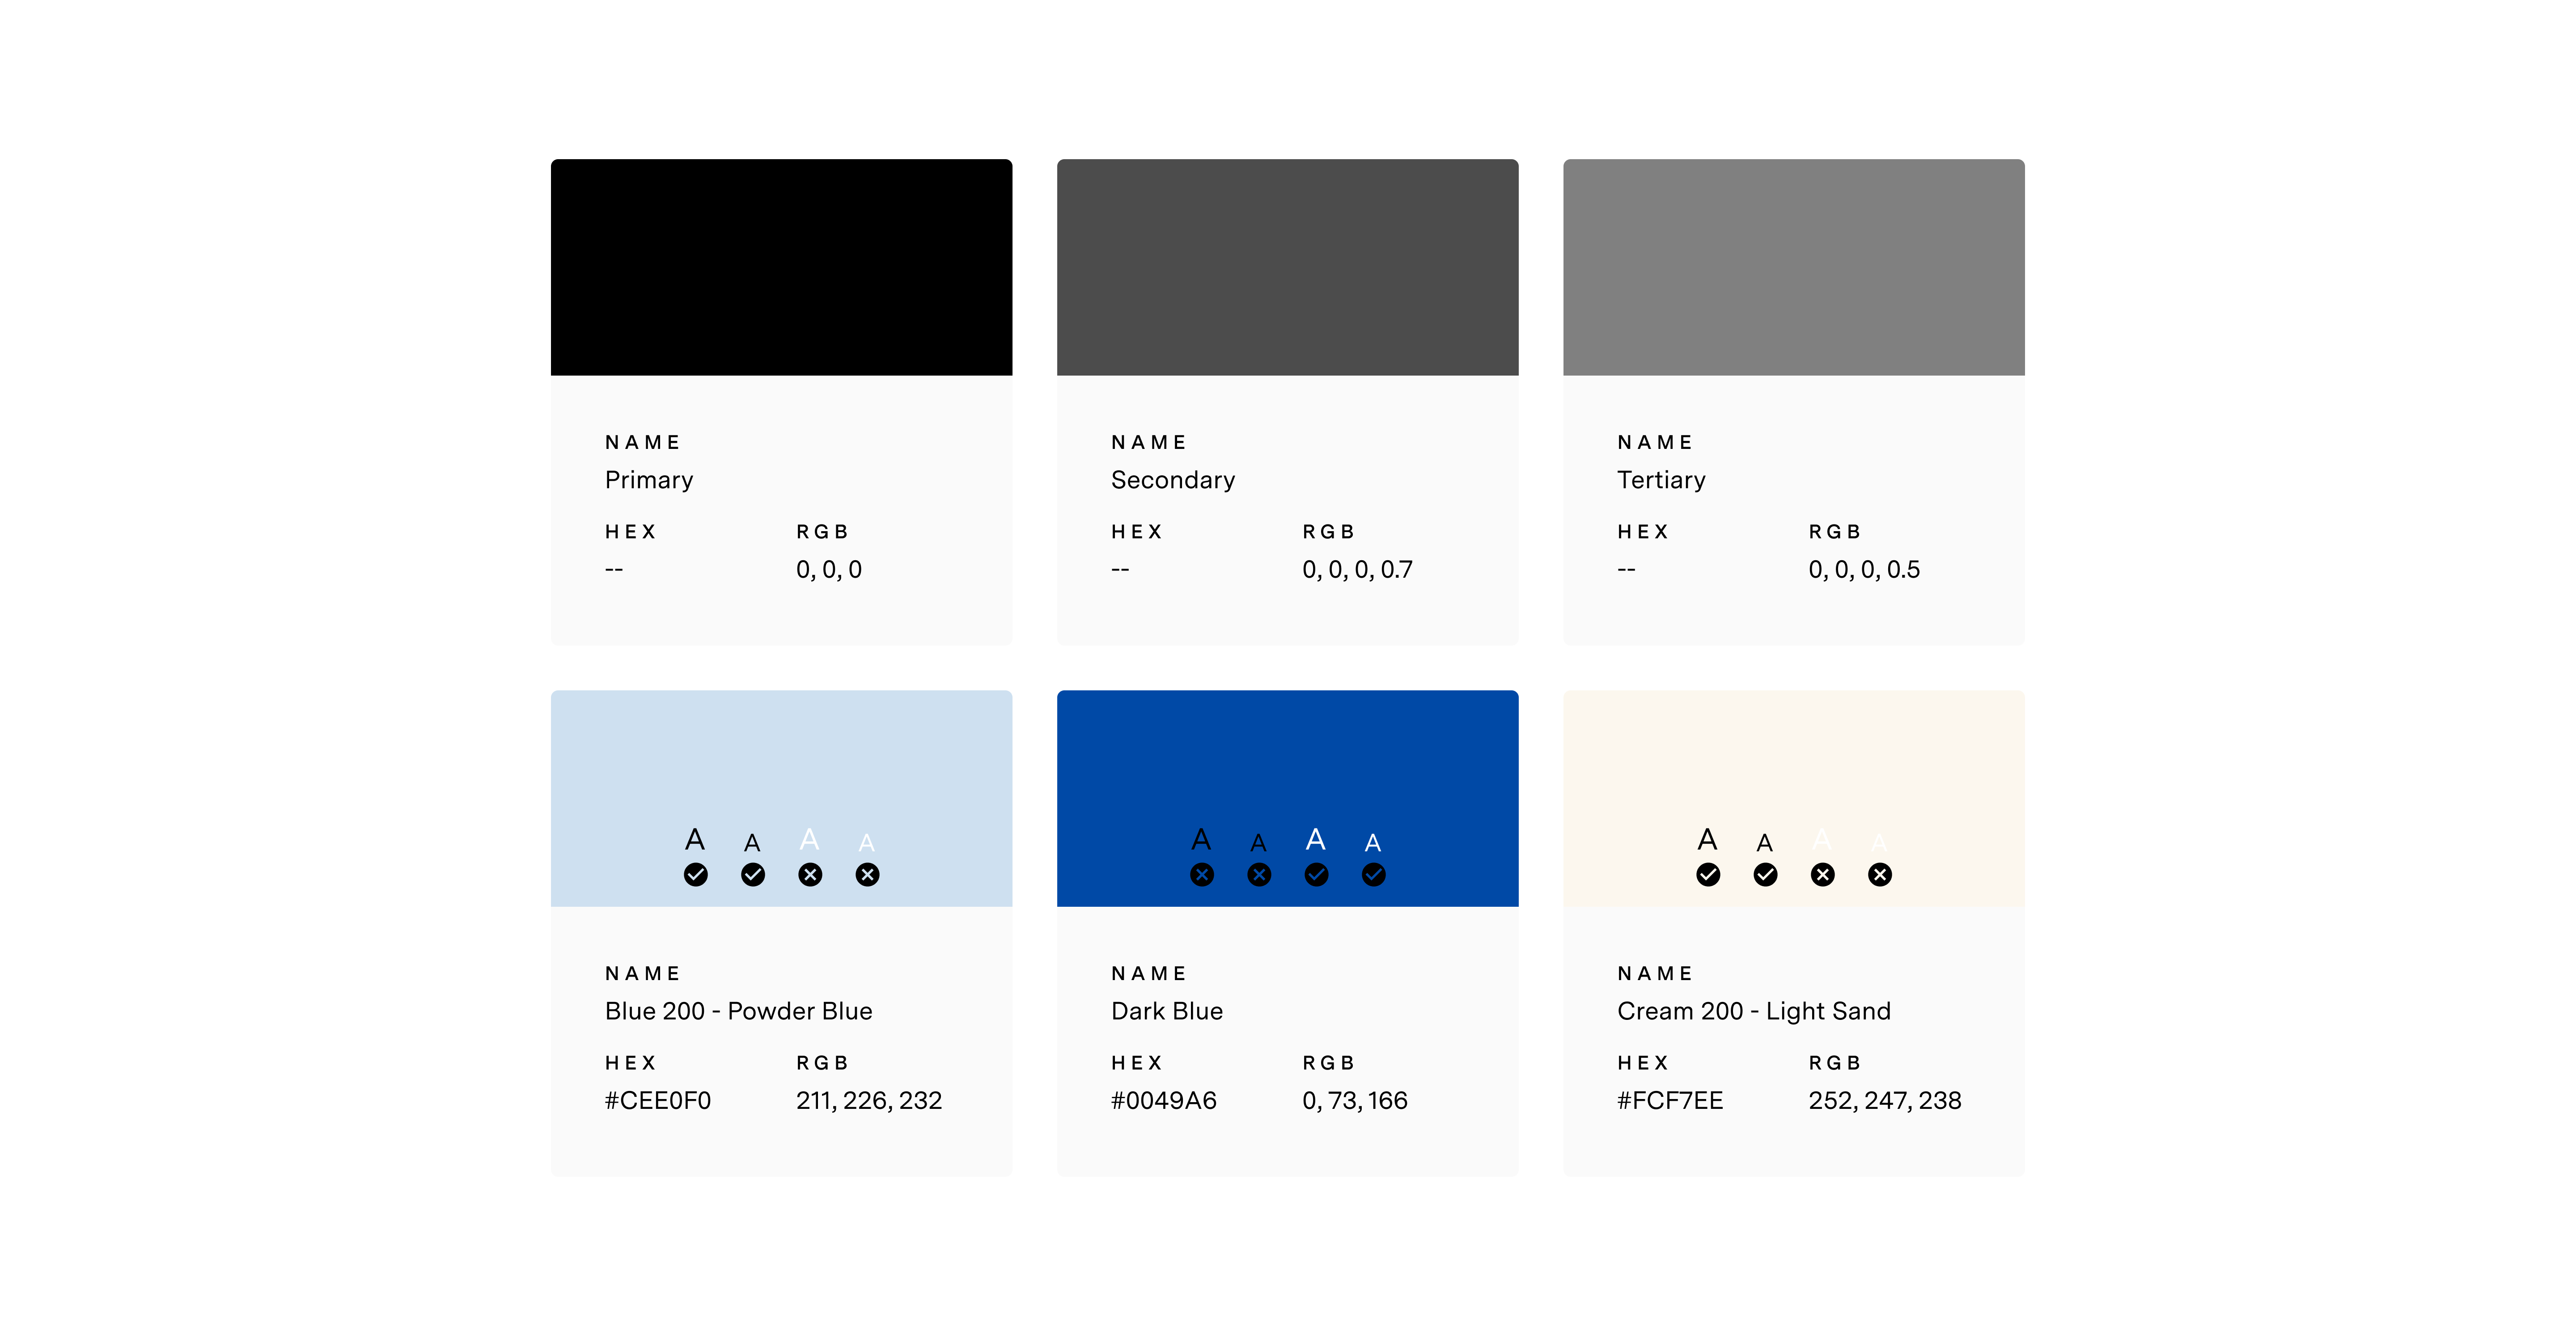 NAME
Primary
HEX RGB
-- 0, 0, 0
NAME
Secondary
HEX RGB
-- 0, 0, 0, 0.7
NAME
Tertiary
HEX RGB
-- 0, 0, 0, 0.5
A A A A
NAME
Blue 200 - Powder Blue
HEX RGB
#CEE0F0 211, 226, 232
A A A A
NAME
Dark Blue
HEX RGB
#0049A6 0, 73, 166
A A A A
NAME
Cream 200 - Light Sand
HEX RGB
#FCF7EE 252, 247, 238